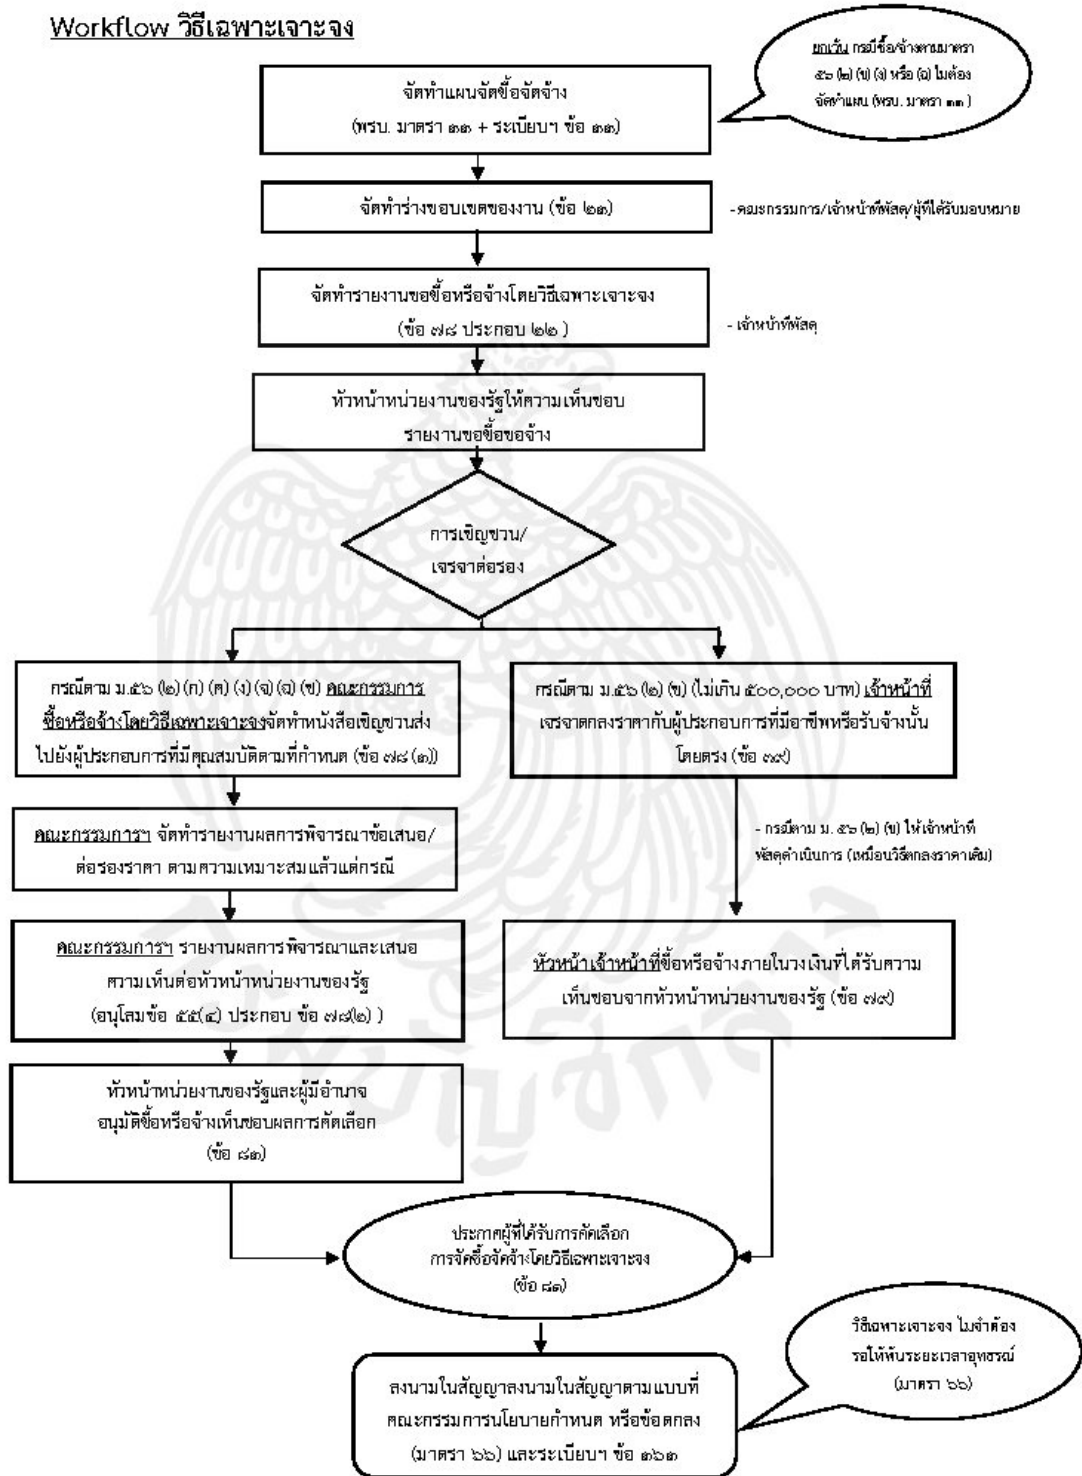 Workflow วิธีเฉพาะเจาะจง
ยกเว้น กรณีซื้อ/จ้างตามมาตรา
๕๖ (๒) (ข) (ง) หรือ (ฉ) ไม่ต้อง
จัดทำแผน (พรบ. มาตรา ๑๑ )
จัดทำแผนจัดซื้อจัดจ้าง
(พรบ. มาตรา ๑๑ + ระเบียบฯ ข้อ ๑๑)
จัดทำร่างขอบเขตของงาน (ข้อ ๒๑)
- คณะกรรมการ/เจ้าหน้าที่พัสดุ/ผู้ที่ได้รับมอบหมาย
จัดทำรายงานขอซื้อหรือจ้างโดยวิธีเฉพาะเจาะจง
(ข้อ ๗๘ ประกอบ ๒๒ )
- เจ้าหน้าที่พัสดุ
หัวหน้าหน่วยงานของรัฐให้ความเห็นชอบ
รายงานขอซื้อขอจ้าง
การเชิญชวน/
เจรจาต่อรอง
กรณีตาม ม.๕๖ (๒) (ก) (ค) (ง) (จ) (ฉ) (ช) คณะกรรมการ
ซื้อหรือจ้างโดยวิธีเฉพาะเจาะจงจัดทำหนังสือเชิญชวนส่ง
ไปยังผู้ประกอบการที่มีคุณสมบัติตามที่กำหนด (ข้อ ๗๘ (๑))
กรณีตาม ม.๕๖ (๒) (ข) (ไม่เกิน ๕๐๐,๐๐๐ บาท) เจ้าหน้าที่
เจรจาตกลงราคากับผู้ประกอบการที่มีอาชีพหรือรับจ้างนั้น
โดยตรง (ข้อ ๗๙)
คณะกรรมการฯ จัดทำรายงานผลการพิจารณาข้อเสนอ/
ต่อรองราคา ตามความเหมาะสมแล้วแต่กรณี
- กรณีตาม ม. ๕๖ (๒) (ข) ให้เจ้าหน้าที่
พัสดุดำเนินการ (เหมือนวิธีตกลงราคาเดิม)
คณะกรรมการฯ รายงานผลการพิจารณาและเสนอ
ความเห็นต่อหัวหน้าหน่วยงานของรัฐ
(อนุโลมข้อ ๕๕(๔) ประกอบ ข้อ ๗๘(๒) )
หัวหน้าเจ้าหน้าที่ซื้อหรือจ้างภายในวงเงินที่ได้รับความ
เห็นชอบจากหัวหน้าหน่วยงานของรัฐ (ข้อ ๗๙)
หัวหน้าหน่วยงานของรัฐและผู้มีอำนาจ
อนุมัติซื้อหรือจ้างเห็นชอบผลการคัดเลือก
(ข้อ ๘๑)
ประกาศผู้ที่ได้รับการคัดเลือก
การจัดซื้อจัดจ้างโดยวิธีเฉพาะเจาะจง
(ข้อ ๘๑)
วิธีเฉพาะเจาะจง ไม่จำต้อง
รอให้พ้นระยะเวลาอุทธรณ์
(มาตรา ๖๖)
ลงนามในสัญญาลงนามในสัญญาตามแบบที่
คณะกรรมการนโยบายกำหนด หรือข้อตกลง
(มาตรา ๖๖) และระเบียบฯ ข้อ ๑๖๑